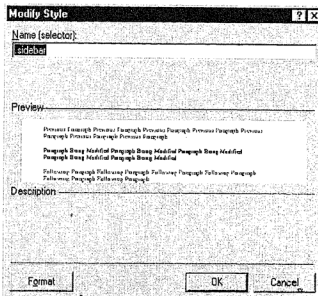 Modify Style
? X
Name (selector):
.sidebar
Preview
Previous Paragraph Previous Paragraph Previous Paragraph Previous Paragraph Previous
Paragraph Previous Paragraph Previous Paragraph
Paragraph Being Modified Paragraph Being Modified Paragraph Being Modified
Paragraph Being Modified Paragraph Being Modified
Following Paragraph Following Paragraph Following Paragraph Following Paragraph
Following Paragraph Following Paragraph
Description
Format
OK
Cancel